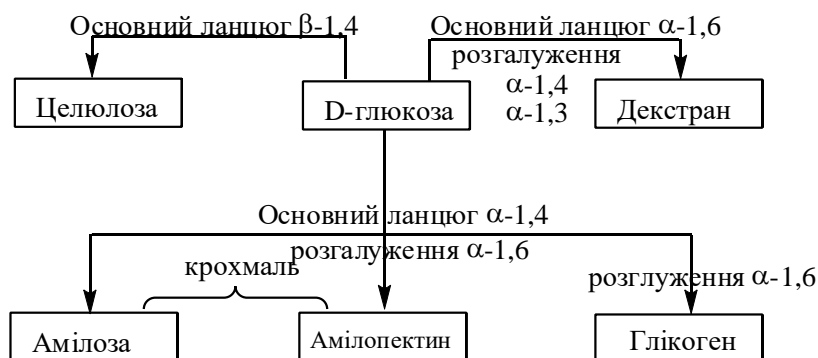 Основний ланцюг β-1,4
Основний ланцюг α-1,6
розгалуження
α-1,4
α-1,3
Целюлоза
D-глюкоза
Декстран
Основний ланцюг α-1,4
розгалуження α-1,6
крохмаль
розглуження α-1,6
Амілоза
Амілопектин
Глікоген